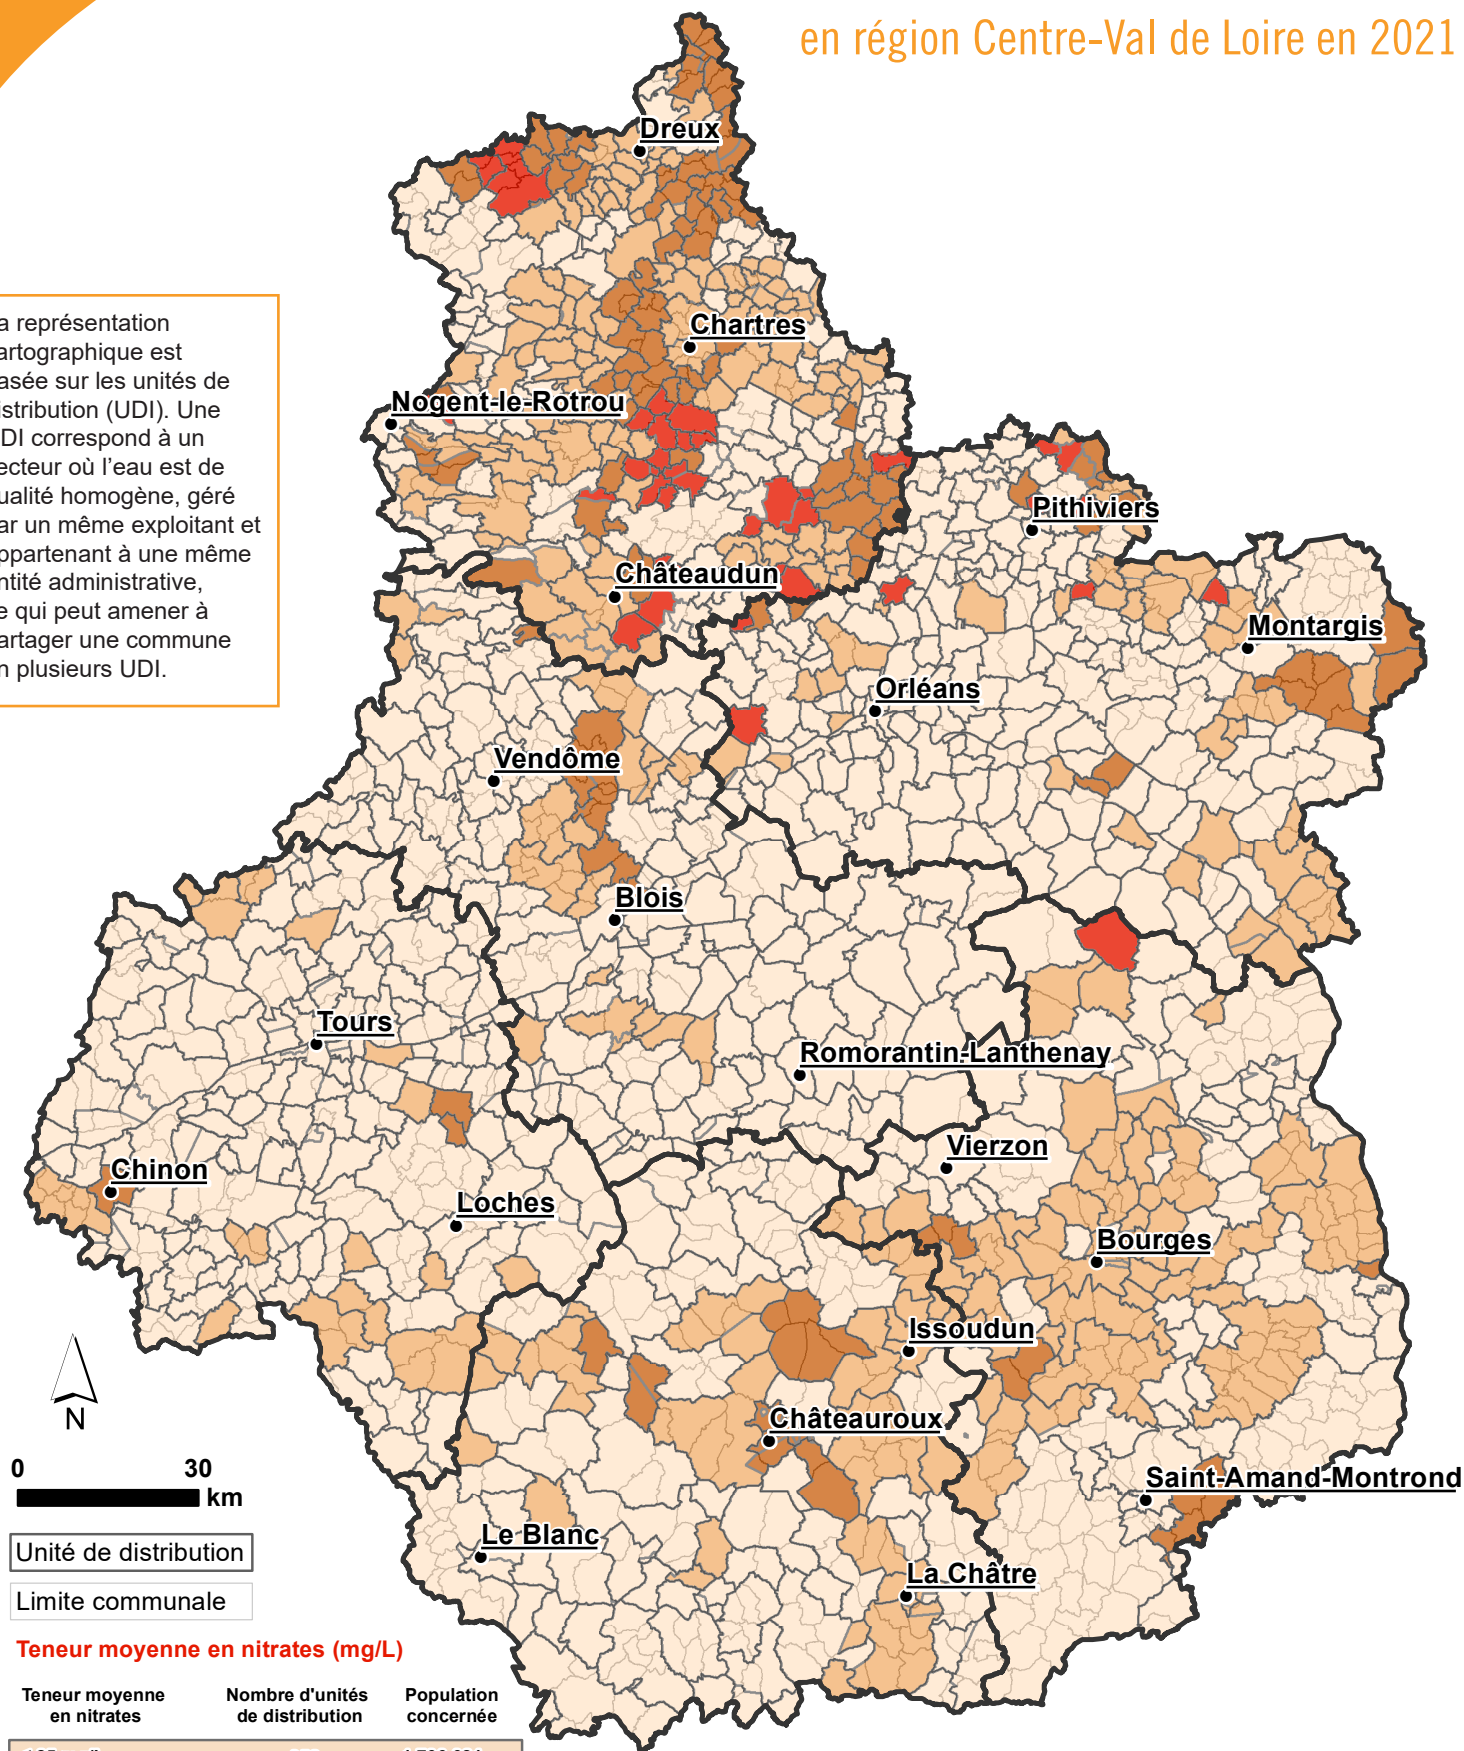 en région Centre-Val de Loire en 2021
a représentation
artographique est
asée sur les unités de
istribution (UDI). Une
DI correspond à un
ecteur où l'eau est de
ualité homogène, géré
ar un même exploitant et
ppartenant à une même
ntité administrative,
e qui peut amener à
artager une commune
n plusieurs UDI.
Dreux
Chartres
Nogent-le-Rotrou
Pithiviers
Châteaudun
Montargis
Orléans
Vendôme
Blois
Tours
Romorantin-Lanthenay
Vierzon
Chinon
Loches
Bourges
Issoudun
Châteauroux
Saint-Amand-Montrond
Le Blanc
La Châtre
N
0 30
km
Unité de distribution
Limite communale
Teneur moyenne en nitrates (mg/L)
Teneur moyenne
en nitrates
Nombre d'unités
de distribution
Population
concernée